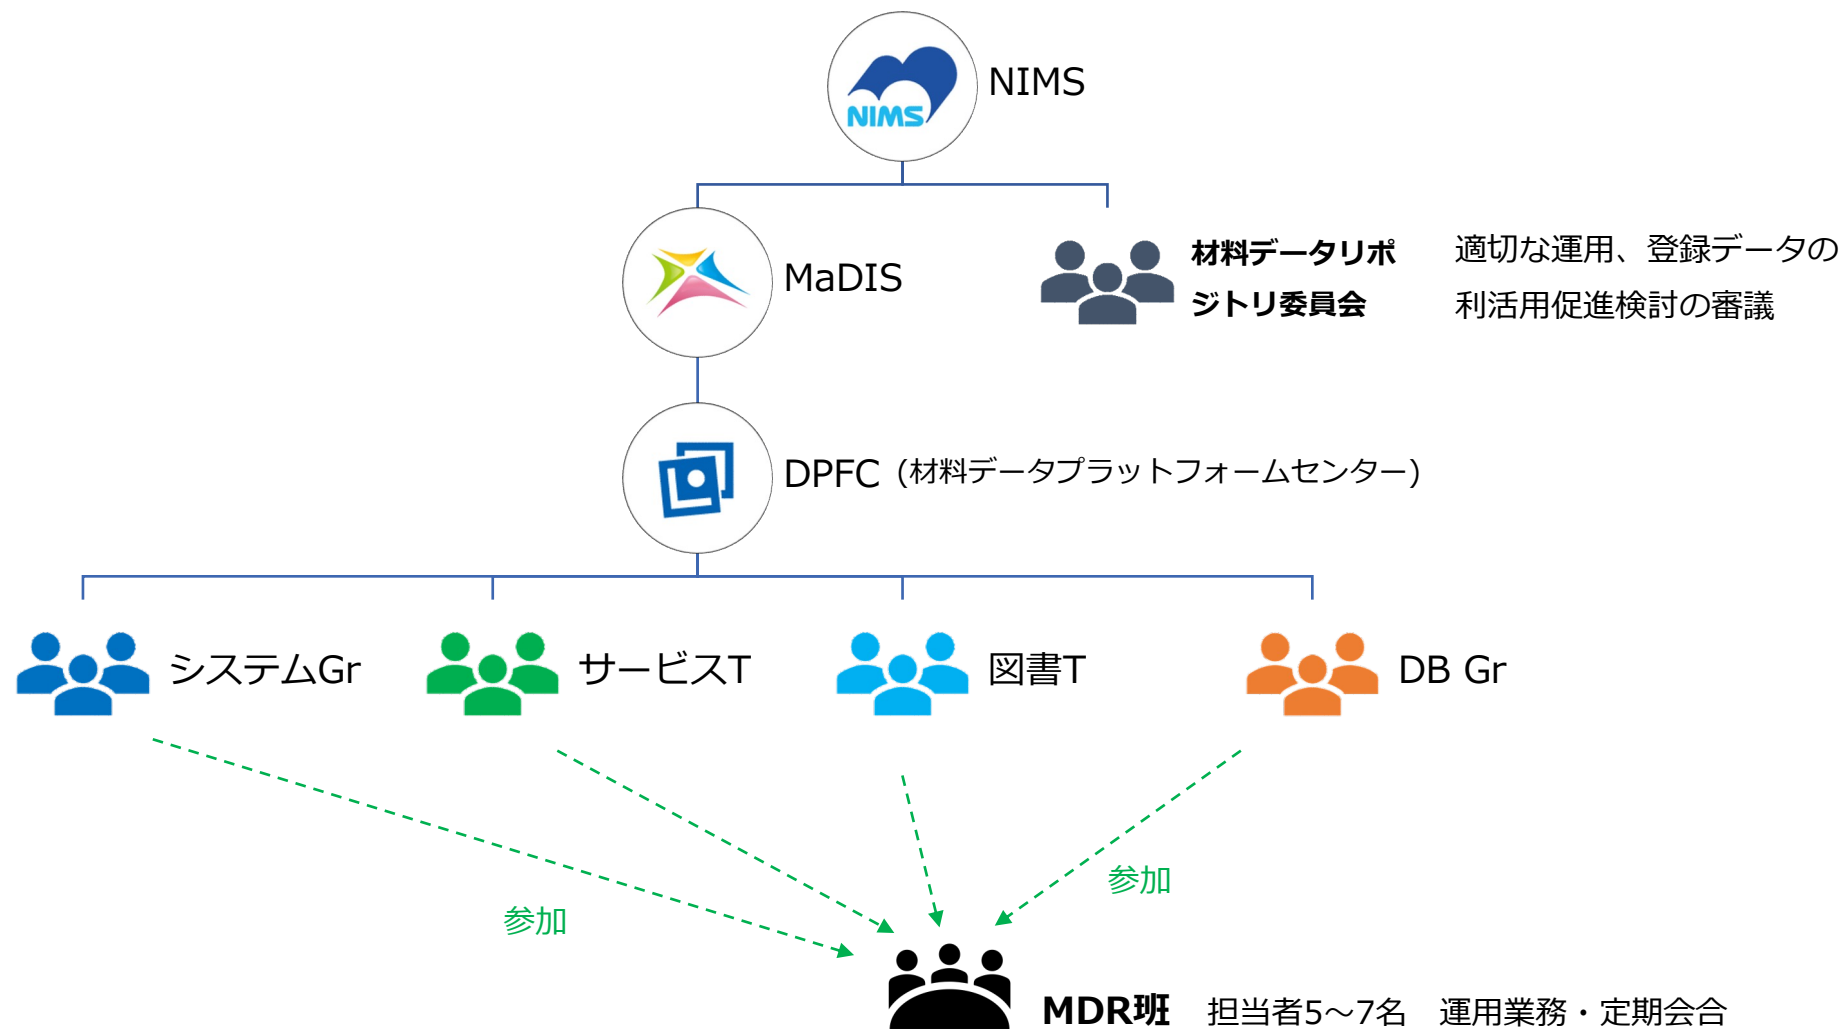 NIMS
NIMS
MaDIS
材料データリポ
ジトリ委員会
適切な運用、登録データの
利活用促進検討の審議
DPFC (材料データプラットフォームセンター)
システムGr
サービスT
図書T
DB Gr
参加
参加
MDR班 担当者5～7名 運用業務・定期会合